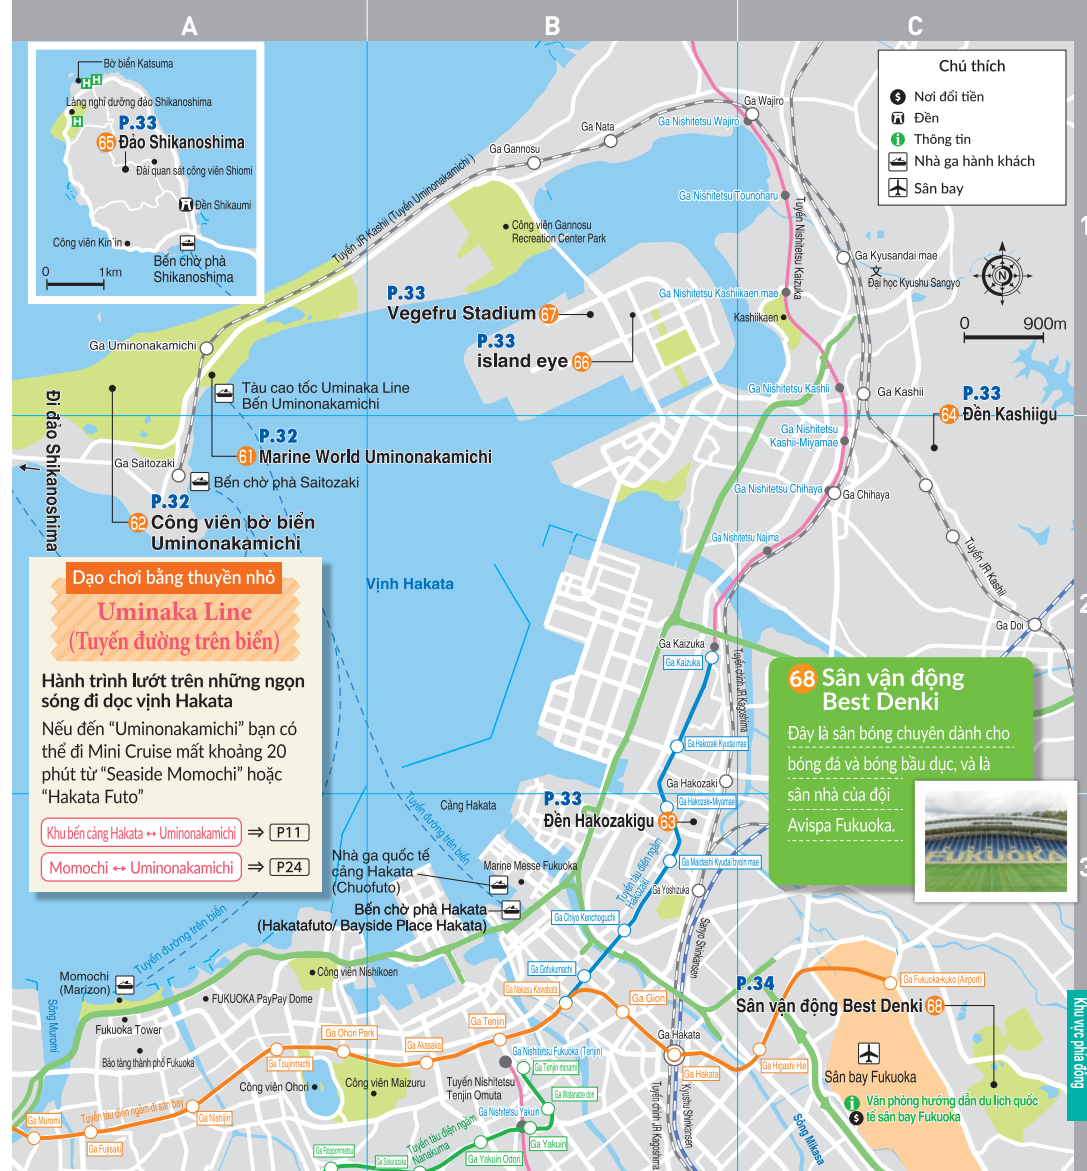 A
B
C
Bờ biển Katsuma
H H
Làng nghỉ dưỡng đảo Shikanoshima
H
P.33
65 Đảo Shikanoshima
Đài quan sát công viên Shiomi
Đền Shikaumi
Công viên Kin'in
Bến chờ phà
Shikanoshima
0 1km
Chú thích
$ Nơi đổi tiền
Đền
i Thông tin
Nhà ga hành khách
Sân bay
N
0 900m
1
2
3
Ga Wajiro
Ga Nishitetsu Wajiro
Ga Nata
Ga Gannosu
Tuyến JR Kashii (Tuyến Uminonakamichi)
Ga Nishitetsu Tounoharu
Tuyến Nishitetsu Kaizuka
Công viên Gannosu
Recreation Center Park
Ga Kyusandai mae
文
Đại học Kyushu Sangyo
P.33
Vegefru Stadium 67
Ga Nishitetsu Kashiikaen mae
Kashiikaen
P.33
island eye 66
Ga Uminonakamichi
Tàu cao tốc Uminaka Line
Bến Uminonakamichi
Ga Nishitetsu Kashii
Ga Kashii
P.33
64 Đền Kashiigu
Đi đảo Shikanoshima
Ga Nishitetsu
Kashii-Miyamae
P.32
61 Marine World Uminonakamichi
Ga Saitozaki
Bến chờ phà Saitozaki
Ga Nishitetsu Chihaya
Ga Chihaya
P.32
62 Công viên bờ biển
Uminonakamichi
Ga Nishitetsu Najima
Tuyến JR Kashii
Ga Doi
Vịnh Hakata
Dạo chơi bằng thuyền nhỏ
Uminaka Line
(Tuyến đường trên biển)
Hành trình lướt trên những ngọn
sóng đi dọc vịnh Hakata
Nếu đến “Uminonakamichi” bạn có
thể đi Mini Cruise mất khoảng 20
phút từ “Seaside Momochi” hoặc
“Hakata Futo”
Khu bến cảng Hakata ↔ Uminonakamichi ⇒ P11
Momochi ↔ Uminonakamichi ⇒ P24
Ga Kaizuka
Ga Kaizuka
Tuyến chính JR Kagoshima
68 Sân vận động
Best Denki
Đây là sân bóng chuyên dành cho
bóng đá và bóng bầu dục, và là
sân nhà của đội
Avispa Fukuoka.
FUKUOKA
Ga Hakozaki Kyudai mae
Ga Hakozaki
Ga Hakozaki-Miyamae
P.33
Đền Hakozakigu 63
Cảng Hakata
Tuyến đường trên biển
Ga Maidashi Kyudai byoin mae
Tuyến tàu điện ngầm
Hakozaki
Ga Yoshizuka
Nhà ga quốc tế
cảng Hakata
(Chuofuto)
Marine Messe Fukuoka
Bến chờ phà Hakata
(Hakatafuto/ Bayside Place Hakata)
Ga Chiyo Kenchoguchi
Sanyo Shinkansen
Tuyến đường trên biển
Momochi
(Marizon)
Công viên Nishikoen
Ga Gofukumachi
Ga Nakasu Kawabata
Ga Gion
P.34
Sân vận động Best Denki 68
Ga Fukuoka-kuko (Airport)
Sông Muromi
FUKUOKA PayPay Dome
Fukuoka Tower
Bảo tàng thành phố Fukuoka
Ga Ohori Park
Ga Tenjin
Ga Akasaka
Ga Toujinmachi
Ga Nishitetsu Fukuoka (Tenjin)
Ga Tenjin minami
Ga Hakata
Ga Hakata
Ga Higashi Hie
Sân bay Fukuoka
Khu vực phía đông
Công viên Ohori
Công viên Maizuru
Tuyến Nishitetsu
Tenjin Omuta
Ga Watanabe dori
Ga Nishitetsu Yakuin
Ga Yakuin
Ga Yakuin Odori
Tuyến tàu điện ngầm
Nanakuma
Tuyến chính JR Kagoshima
Kyushu Shinkansen
i Văn phòng hướng dẫn du lịch quốc
$ tế sân bay Fukuoka
Sông Mikasa
Ga Muromi
Tuyến tàu điện ngầm đi sân bay
Ga Nishijin
Ga Fujisaki
Ga Ropponmatsu
Ga Sakurazaka